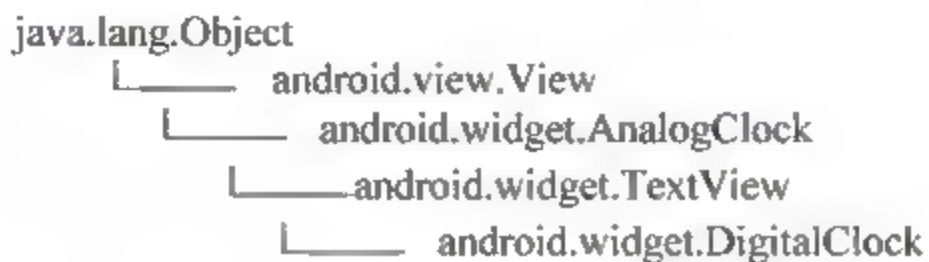 java.lang.Object
android.view.View
android.widget.AnalogClock
android.widget.TextView
android.widget.DigitalClock